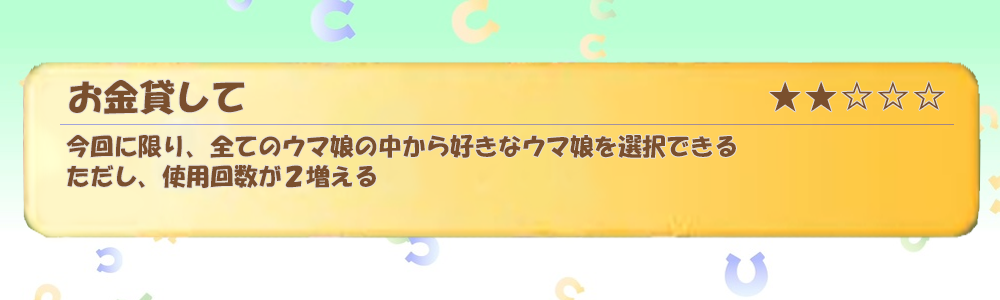 お金貸して ★★☆☆☆
今回に限り、全てのウマ娘の中から好きなウマ娘を選択できる
ただし、使用回数が2増える